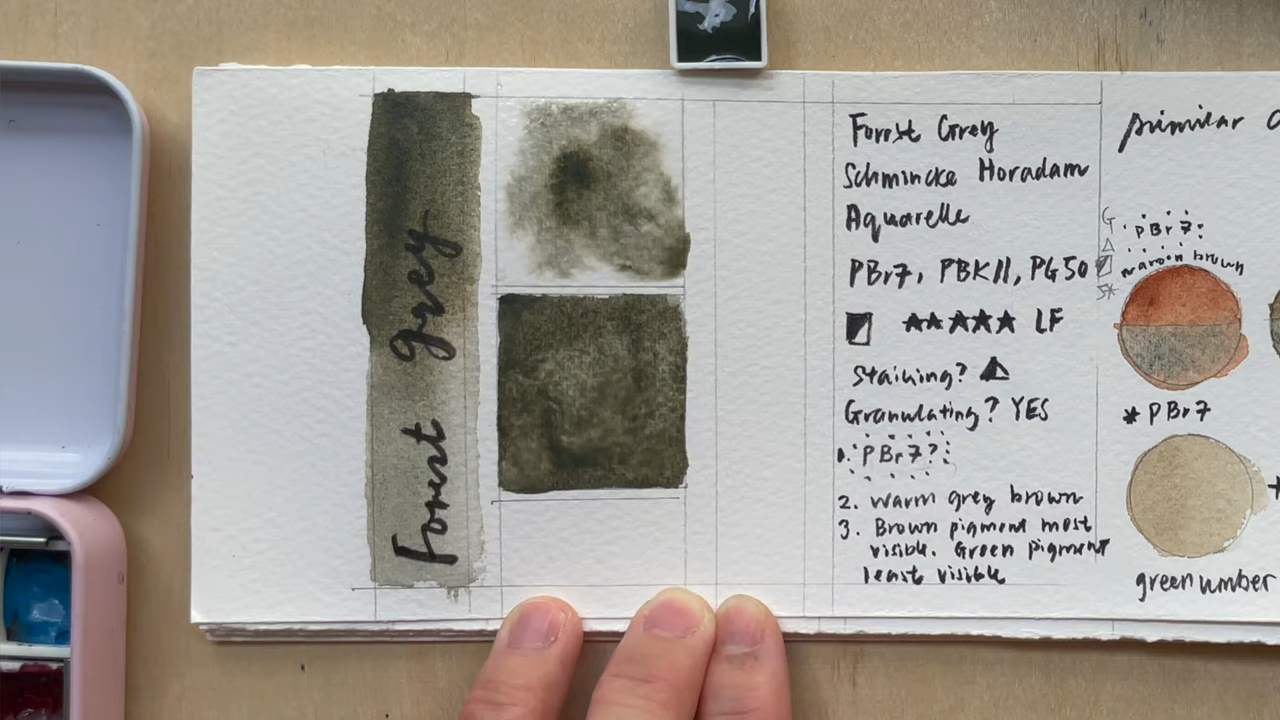 Forest grey
Forest Grey
Schmincke Horadam
Aquarelle
PBr7, PBK11, PG50
★★★★★ LF
Staining?
Granulating? YES
1. PBr7?
2. warm grey brown
3. Brown pigment most
visible. Green pigment
least visible
similar
G
PBr7
maroon brown
S*
* PBr7
+
green umber